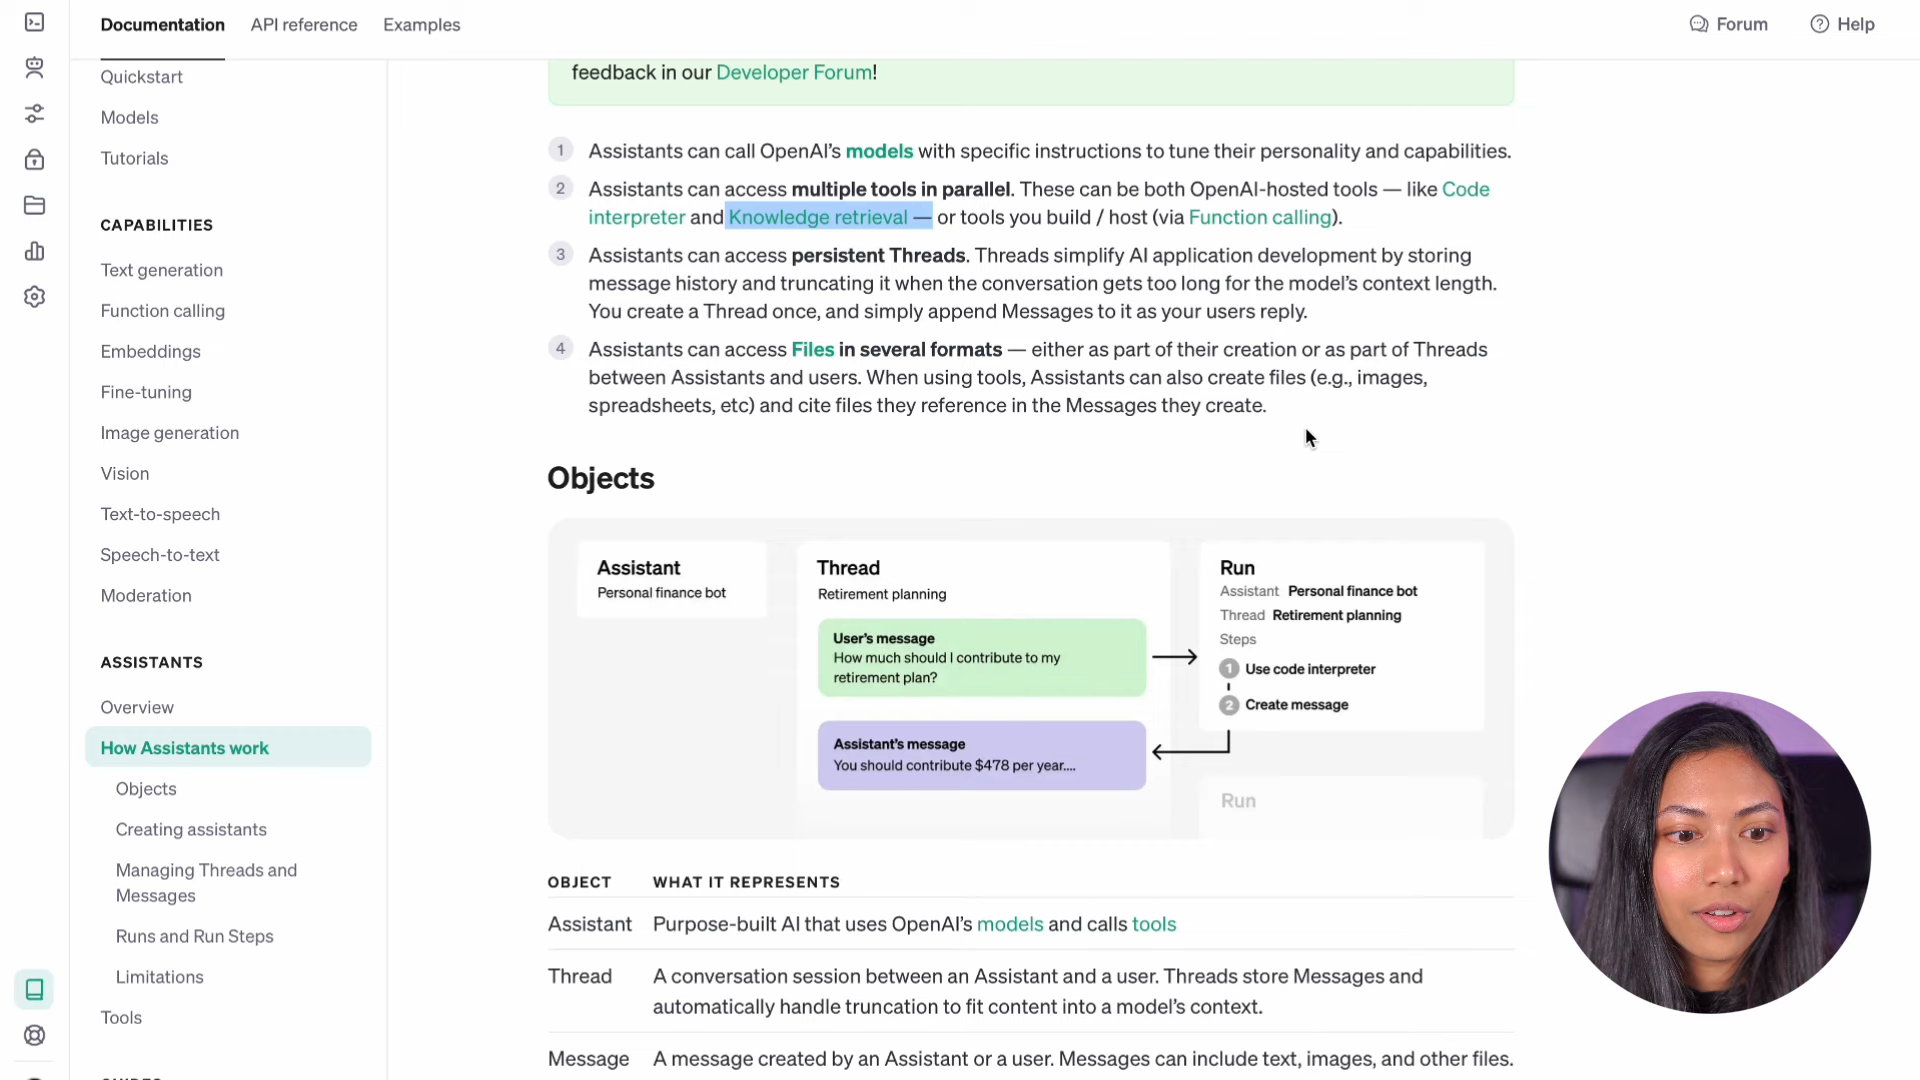 Documentation
API reference
Examples
Forum
Help
Quickstart
Models
Tutorials
CAPABILITIES
Text generation
Function calling
Embeddings
Fine-tuning
Image generation
Vision
Text-to-speech
Speech-to-text
Moderation
ASSISTANTS
Overview
How Assistants work
Objects
Creating assistants
Managing Threads and
Messages
Runs and Run Steps
Limitations
Tools
feedback in our Developer Forum!
1 Assistants can call OpenAI’s models with specific instructions to tune their personality and capabilities.
2 Assistants can access multiple tools in parallel. These can be both OpenAI-hosted tools — like Code
interpreter and Knowledge retrieval — or tools you build / host (via Function calling).
3 Assistants can access persistent Threads. Threads simplify AI application development by storing
message history and truncating it when the conversation gets too long for the model’s context length.
You create a Thread once, and simply append Messages to it as your users reply.
4 Assistants can access Files in several formats — either as part of their creation or as part of Threads
between Assistants and users. When using tools, Assistants can also create files (e.g., images,
spreadsheets, etc) and cite files they reference in the Messages they create.
Objects
Assistant
Personal finance bot
Thread
Retirement planning
User’s message
How much should I contribute to my
retirement plan?
Assistant’s message
You should contribute $478 per year....
Run
Assistant Personal finance bot
Thread Retirement planning
Steps
1 Use code interpreter
2 Create message
Run
OBJECT WHAT IT REPRESENTS
Assistant Purpose-built AI that uses OpenAI’s models and calls tools
Thread A conversation session between an Assistant and a user. Threads store Messages and
automatically handle truncation to fit content into a model’s context.
Message A message created by an Assistant or a user. Messages can include text, images, and other files.